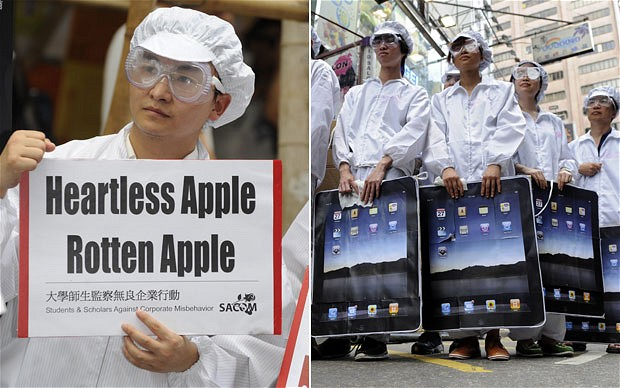 Heartless Apple
Rotten Apple
大學師生監察無良企業行動
Students & Scholars Against Corporate Misbehavior
SACOM